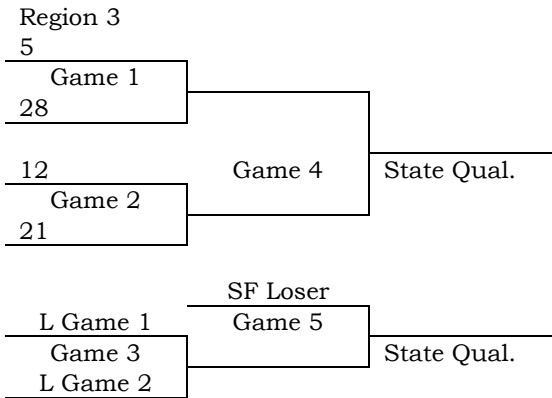 Region 3
5
Game 1
28
12
Game 4
State Qual.
Game 2
21
SF Loser
L Game 1
Game 5
Game 3
State Qual.
L Game 2